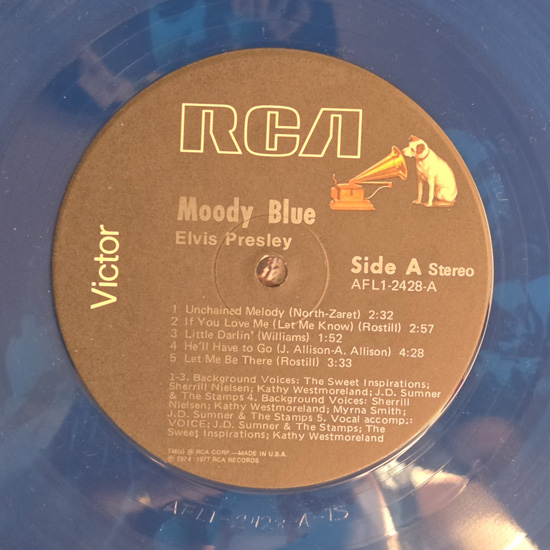 RCA
Victor
Moody Blue
Elvis Presley
Side A Stereo
AFL1-2428-A
1 Unchained Melody (North-Zaret) 2:32
2 If You Love Me (Let Me Know) (Rostill) 2:57
3 Little Darlin' (Williams) 1:52
4 He'll Have to Go (J. Allison-A. Allison) 4:28
5 Let Me Be There (Rostill) 3:33
1-3. Background Voices: The Sweet Inspirations;
Sherrill Nielsen; Kathy Westmoreland; J.D. Sumner
& The Stamps 4. Background Voices: Sherrill
Nielsen; Kathy Westmoreland; Myrna Smith;
J.D. Sumner & The Stamps 5. Vocal accomp.:
VOICE; J.D. Sumner & The Stamps; The
Sweet Inspirations; Kathy Westmoreland
TM(s) ® RCA CORP.—MADE IN U.S.A.
℗ 1974 · 1977 RCA RECORDS
AFL1-2428-A-15